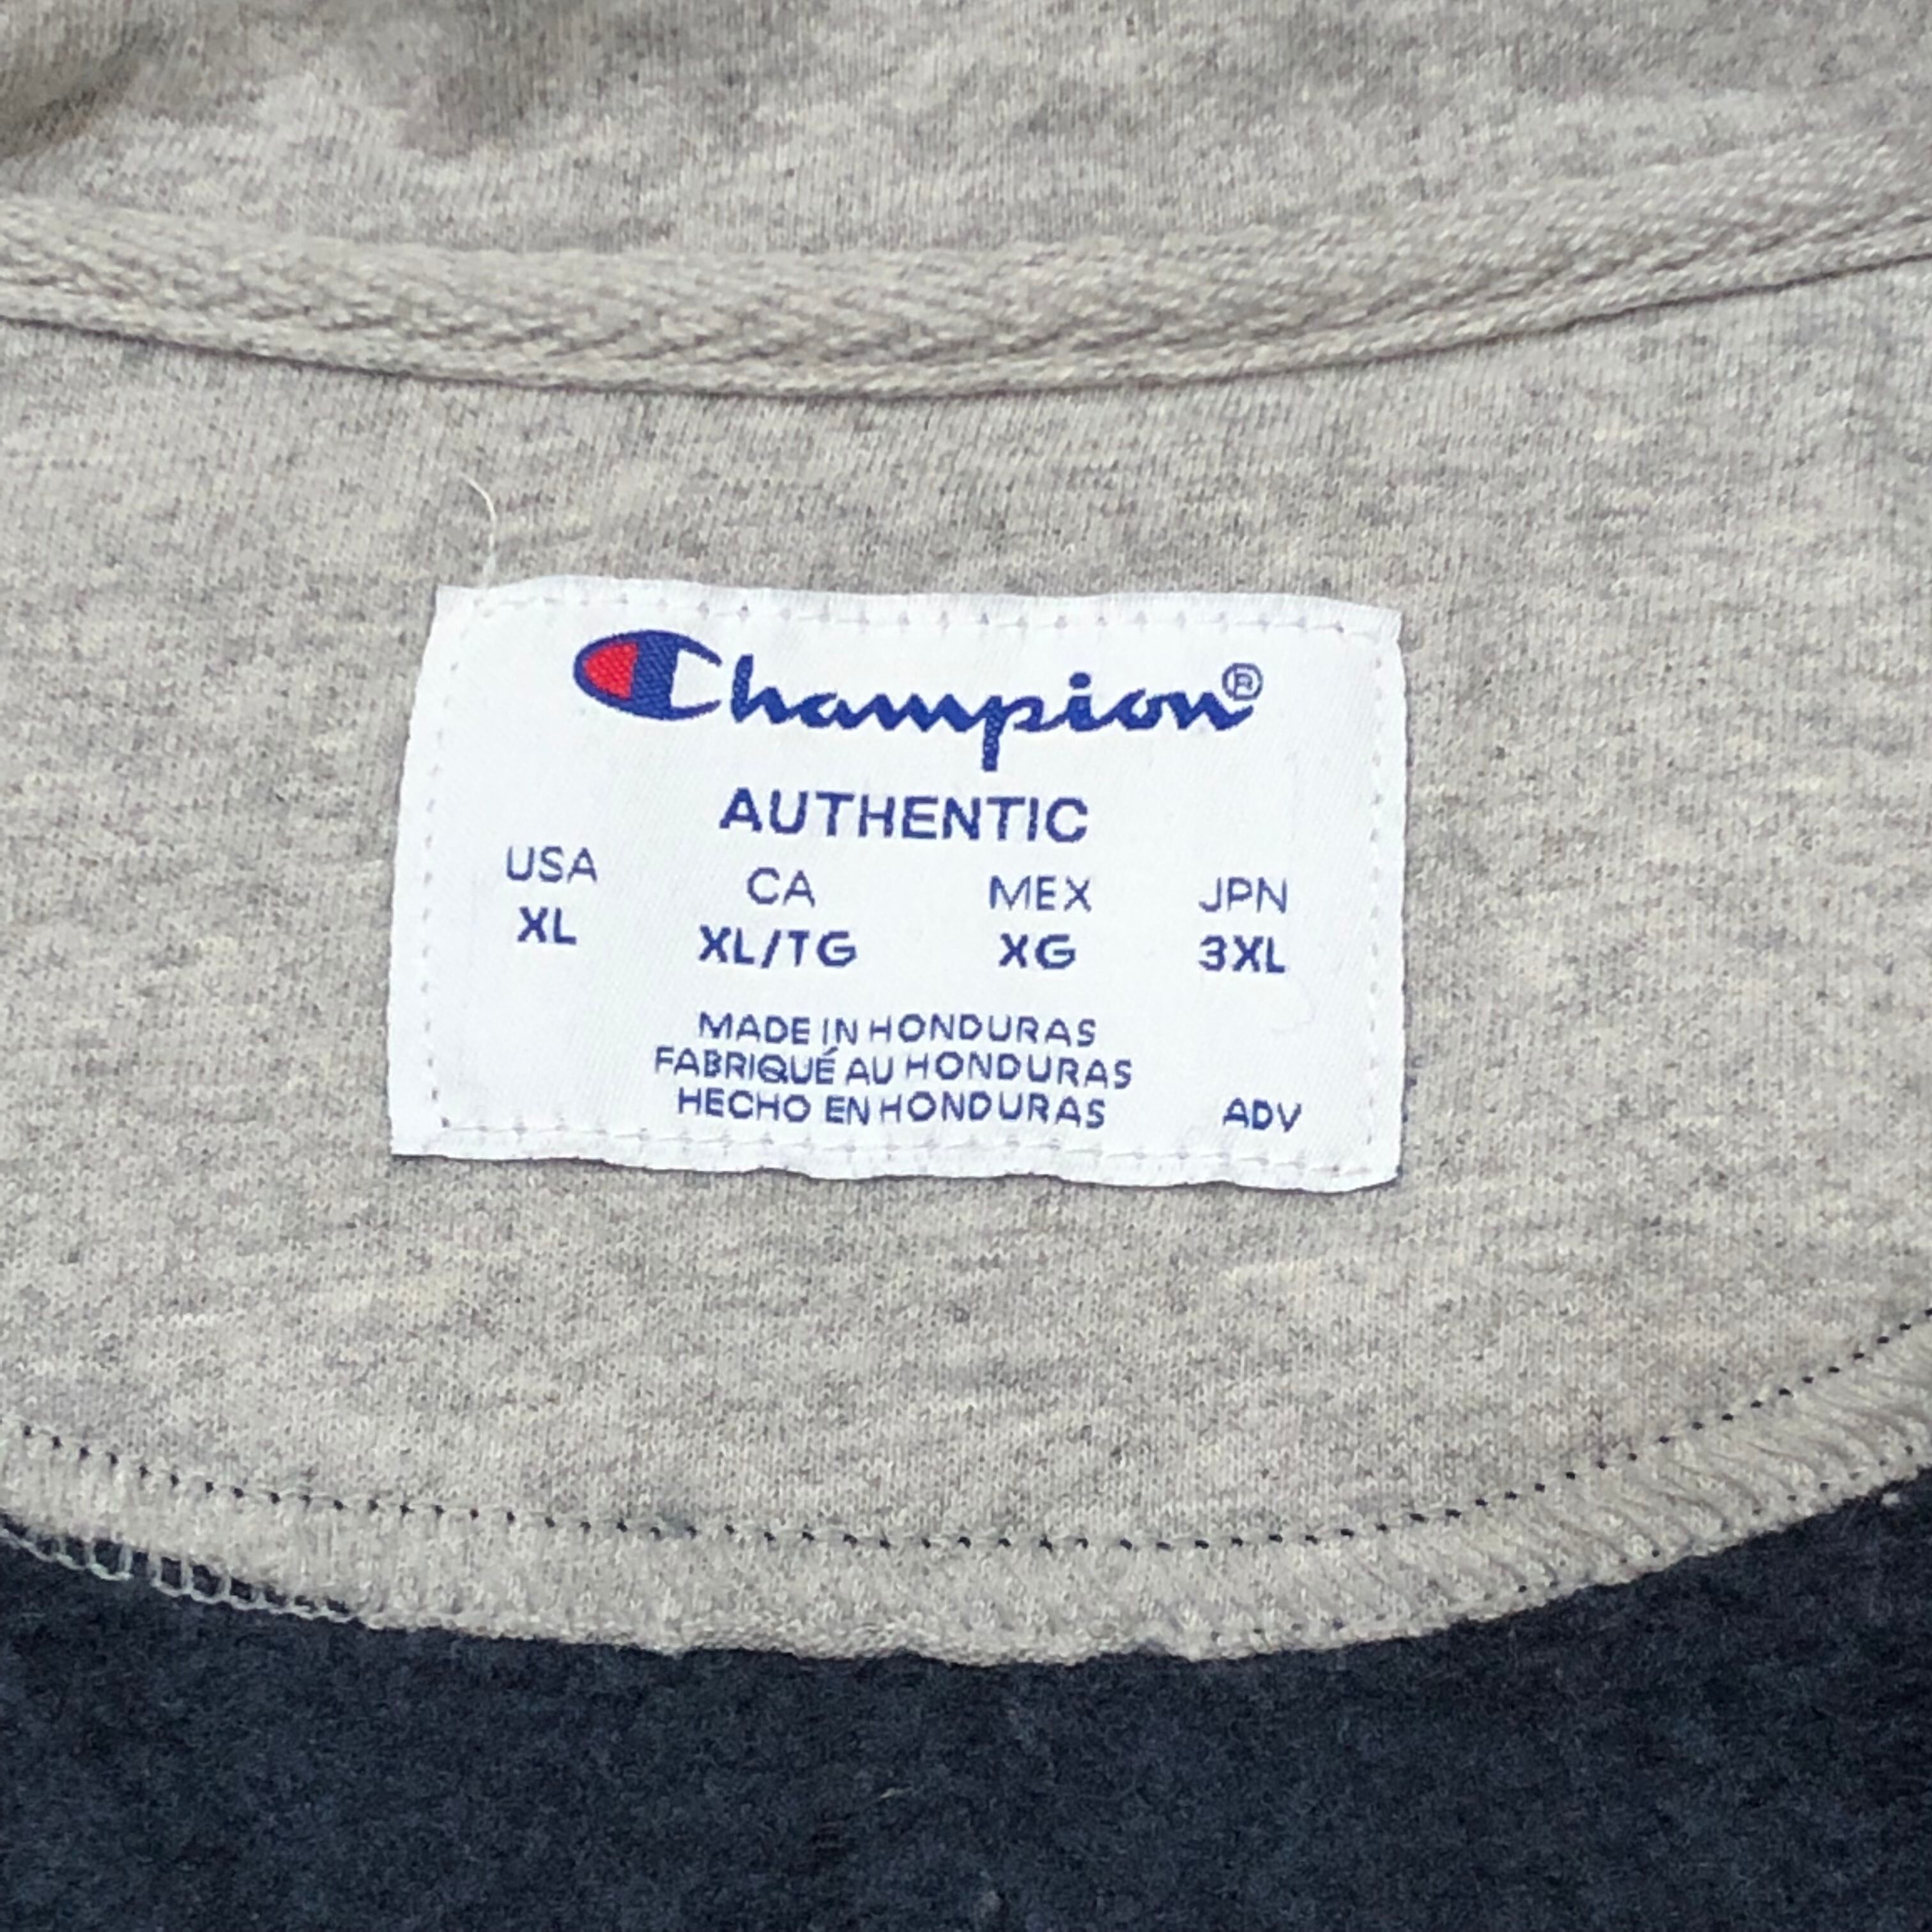 Champion®
AUTHENTIC
USA CA MEX JPN
XL XL/TG XG 3XL
MADE IN HONDURAS
FABRIQUÉ AU HONDURAS
HECHO EN HONDURAS ADV